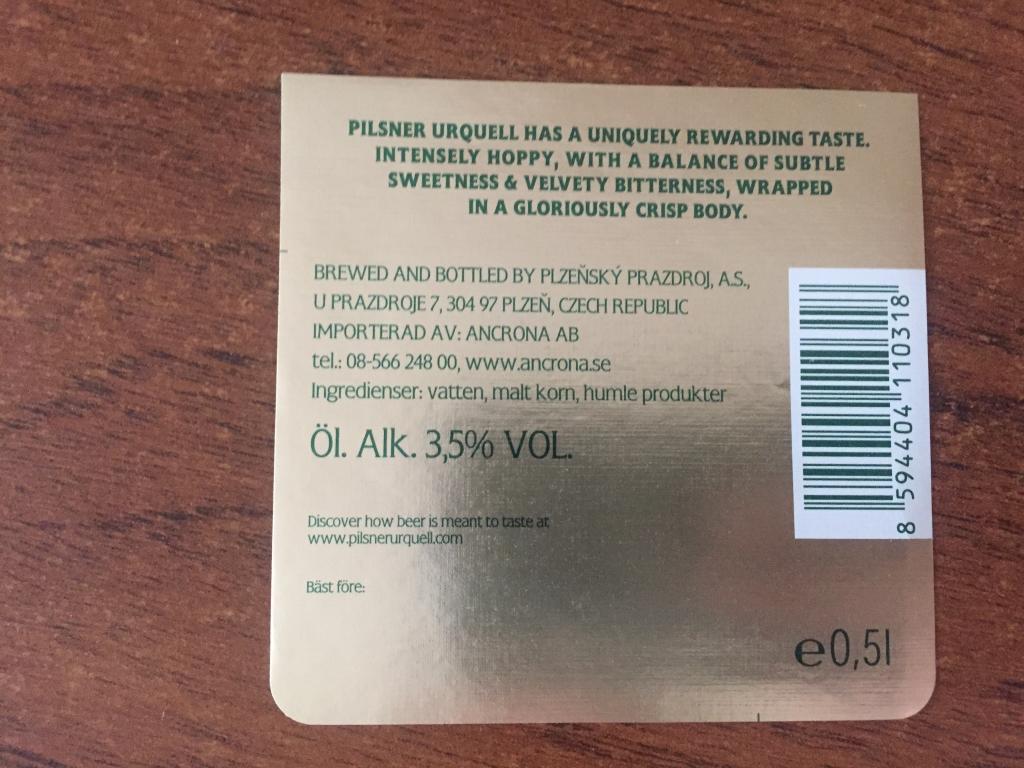 PILSNER URQUELL HAS A UNIQUELY REWARDING TASTE.
INTENSELY HOPPY, WITH A BALANCE OF SUBTLE
SWEETNESS & VELVETY BITTERNESS, WRAPPED
IN A GLORIOUSLY CRISP BODY.
BREWED AND BOTTLED BY PLZEŇSKÝ PRAZDROJ, A.S.,
U PRAZDROJE 7, 304 97 PLZEŇ, CZECH REPUBLIC
IMPORTERAD AV: ANCRONA AB
tel.: 08-566 248 00, www.ancrona.se
Ingredienser: vatten, malt korn, humle produkter
Öl. Alk. 3,5% VOL.
Discover how beer is meant to taste at
www.pilsnerurquell.com
Bäst före:
8 594404 110318
e0,5l